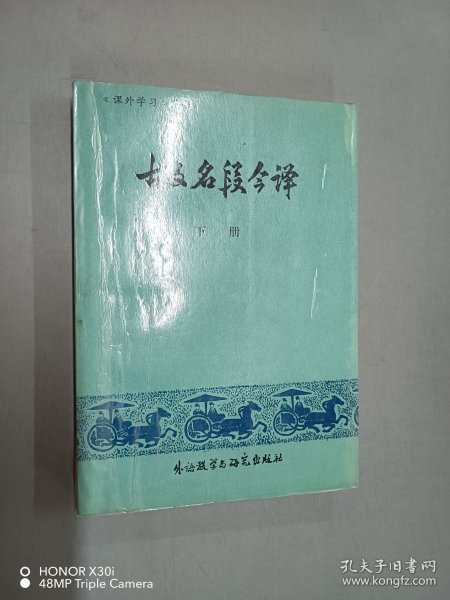 《课外学习
古文名段今译
下册
外语教学与研究出版社
HONOR X30i
48MP Triple Camera
孔夫子旧书网
www.kongfz.com